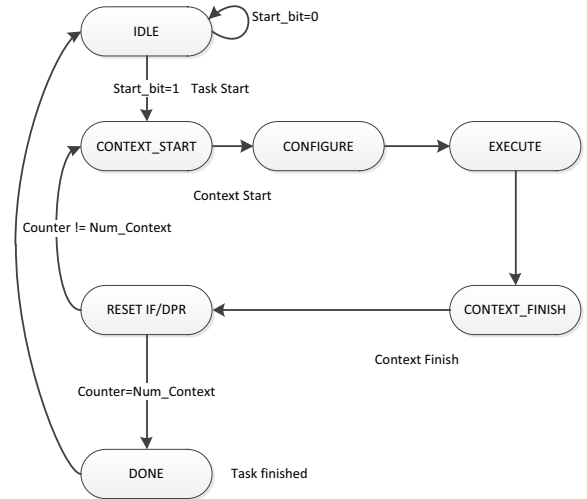 IDLE
Start_bit=0
Start_bit=1 Task Start
CONTEXT_START
CONFIGURE
EXECUTE
Context Start
Counter != Num_Context
RESET IF/DPR
CONTEXT_FINISH
Context Finish
Counter=Num_Context
DONE
Task finished